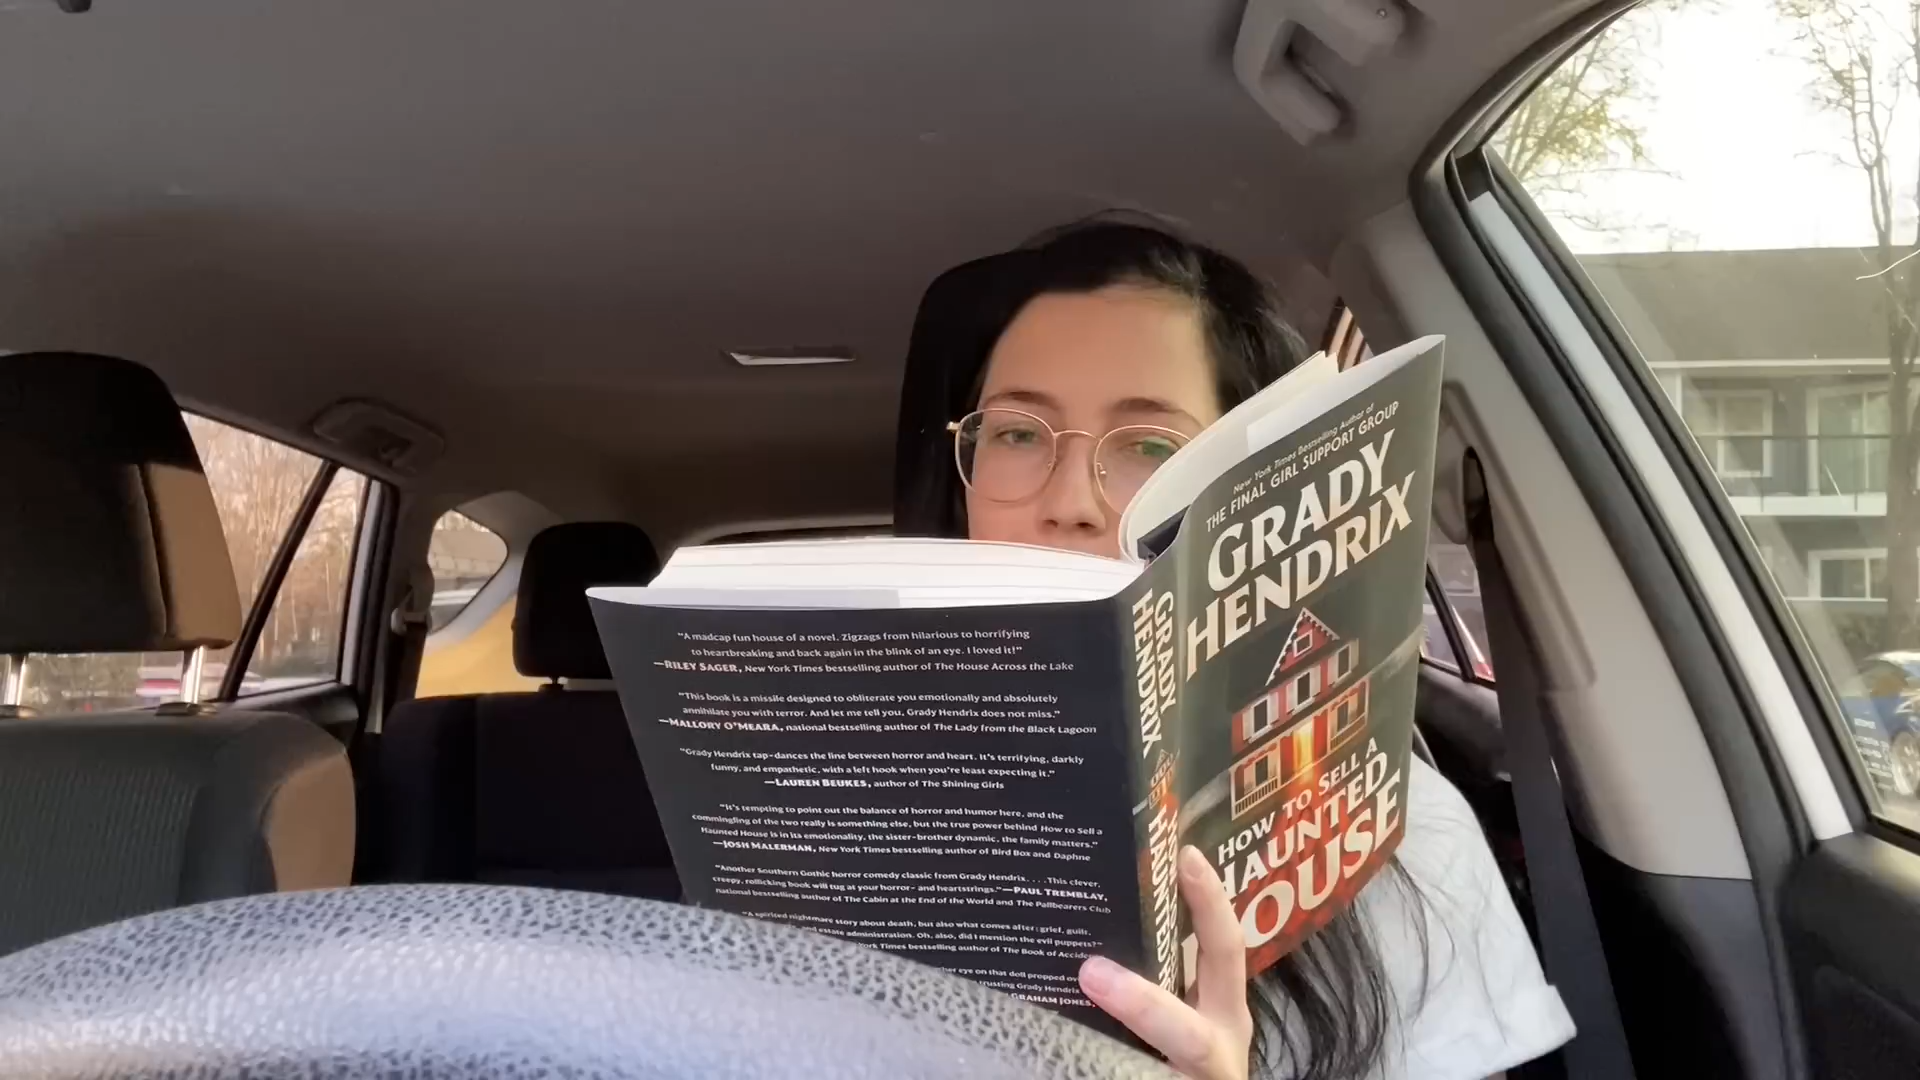 "A madcap fun house of a novel. Zigzags from hilarious to horrifying
to heartbreaking and back again in the blink of an eye. I loved it!"
—RILEY SAGER, New York Times bestselling author of The House Across the Lake
"This book is a missile designed to obliterate you emotionally and absolutely
annihilate you with terror. And let me tell you, Grady Hendrix does not miss."
—MALLORY O'MEARA, national bestselling author of The Lady from the Black Lagoon
"Grady Hendrix tap-dances the line between horror and heart. It's terrifying, darkly
funny, and empathetic, with a left hook when you're least expecting it."
—LAUREN BEUKES, author of The Shining Girls
"It's tempting to point out the balance of horror and humor here, and the
commingling of the two really is something else, but the true power behind How to Sell a
Haunted House is in its emotionality, the sister-brother dynamic, the family matters."
—JOSH MALERMAN, New York Times bestselling author of Bird Box and Daphne
"Another Southern Gothic horror comedy classic from Grady Hendrix. . . . This clever,
creepy, rollicking book will tug at your horror- and heartstrings."—PAUL TREMBLAY,
national bestselling author of The Cabin at the End of the World and The Pallbearers Club
"A spirited nightmare story about death, but also what comes after: grief, guilt,
and estate administration. Oh, also, did I mention the evil puppets?"
York Times bestselling author of The Book of
eye on that doll propped
trusting Grady Hendrix
GRAHAM JONES,
GRADY
HENDRIX
HAUNTED
New York Times Bestselling Author of
THE FINAL GIRL SUPPORT GROUP
GRADY
HENDRIX
HOW TO SELL A
HAUNTED
HOUSE